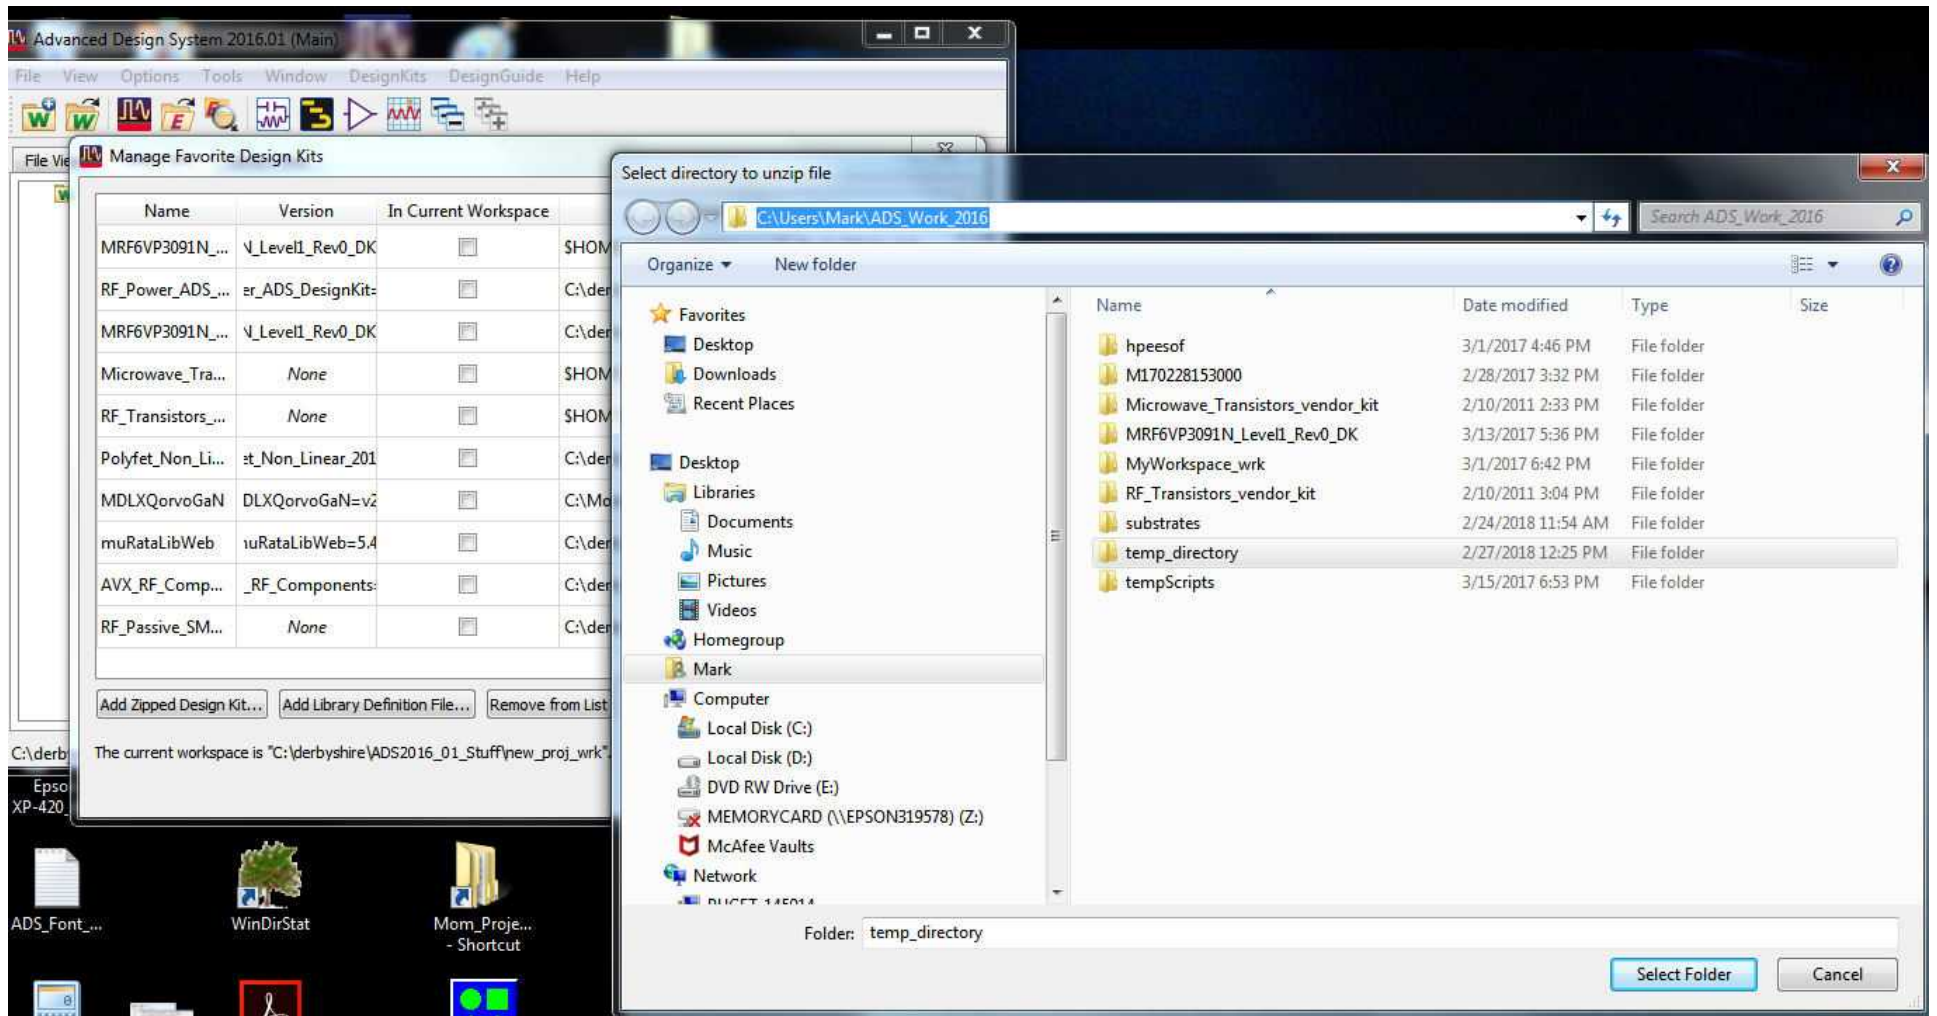 Advanced Design System 2016.01 (Main)
File View Options Tools Window DesignKits DesignGuide Help
File Vie
Manage Favorite Design Kits
Name Version In Current Workspace
MRF6VP3091N_... N_Level1_Rev0_DK $HOM
RF_Power_ADS_... er_ADS_DesignKit= C:\der
MRF6VP3091N_... N_Level1_Rev0_DK C:\der
Microwave_Tra... None $HOM
RF_Transistors_... None $HOM
Polyfet_Non_Li... et_Non_Linear_201 C:\der
MDLXQorvoGaN DLXQorvoGaN=v2 C:\Mo
muRataLibWeb nuRataLibWeb=5.4 C:\der
AVX_RF_Comp... _RF_Components= C:\der
RF_Passive_SM... None C:\der
Add Zipped Design Kit... Add Library Definition File... Remove from List
The current workspace is "C:\derbyshire\ADS2016_01_Stuff\new_proj_wrk".
C:\derb
Select directory to unzip file
C:\Users\Mark\ADS_Work_2016
Search ADS_Work_2016
Organize New folder
Favorites
Desktop
Downloads
Recent Places
Desktop
Libraries
Documents
Music
Pictures
Videos
Homegroup
Mark
Computer
Local Disk (C:)
Local Disk (D:)
DVD RW Drive (E:)
MEMORYCARD (\\EPSON319578) (Z:)
McAfee Vaults
Network
Name Date modified Type Size
hpeesof 3/1/2017 4:46 PM File folder
M170228153000 2/28/2017 3:32 PM File folder
Microwave_Transistors_vendor_kit 2/10/2011 2:33 PM File folder
MRF6VP3091N_Level1_Rev0_DK 3/13/2017 5:36 PM File folder
MyWorkspace_wrk 3/1/2017 6:42 PM File folder
RF_Transistors_vendor_kit 2/10/2011 3:04 PM File folder
substrates 2/24/2018 11:54 AM File folder
temp_directory 2/27/2018 12:25 PM File folder
tempScripts 3/15/2017 6:53 PM File folder
Folder: temp_directory
Select Folder Cancel
Epso
XP-420_
ADS_Font_...
WinDirStat
Mom_Proje...
- Shortcut